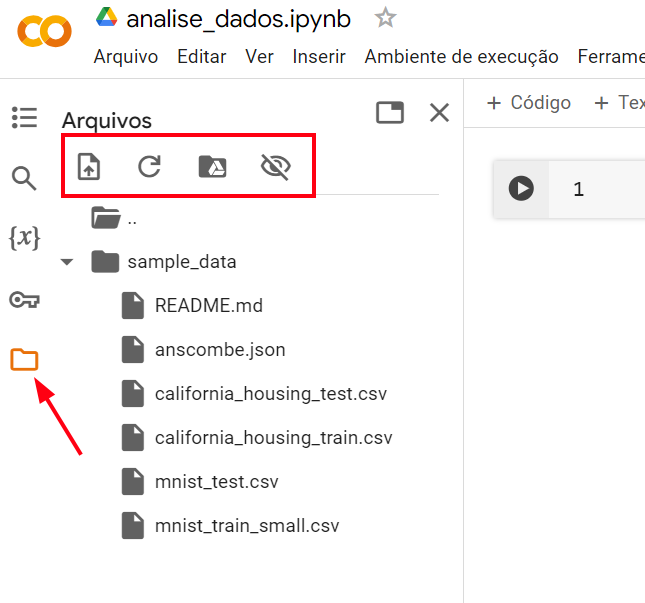 analise_dados.ipynb
Arquivo Editar Ver Inserir Ambiente de execução Ferrame
Arquivos
+ Código + Tex
..
1
{x}
sample_data
README.md
anscombe.json
california_housing_test.csv
california_housing_train.csv
mnist_test.csv
mnist_train_small.csv